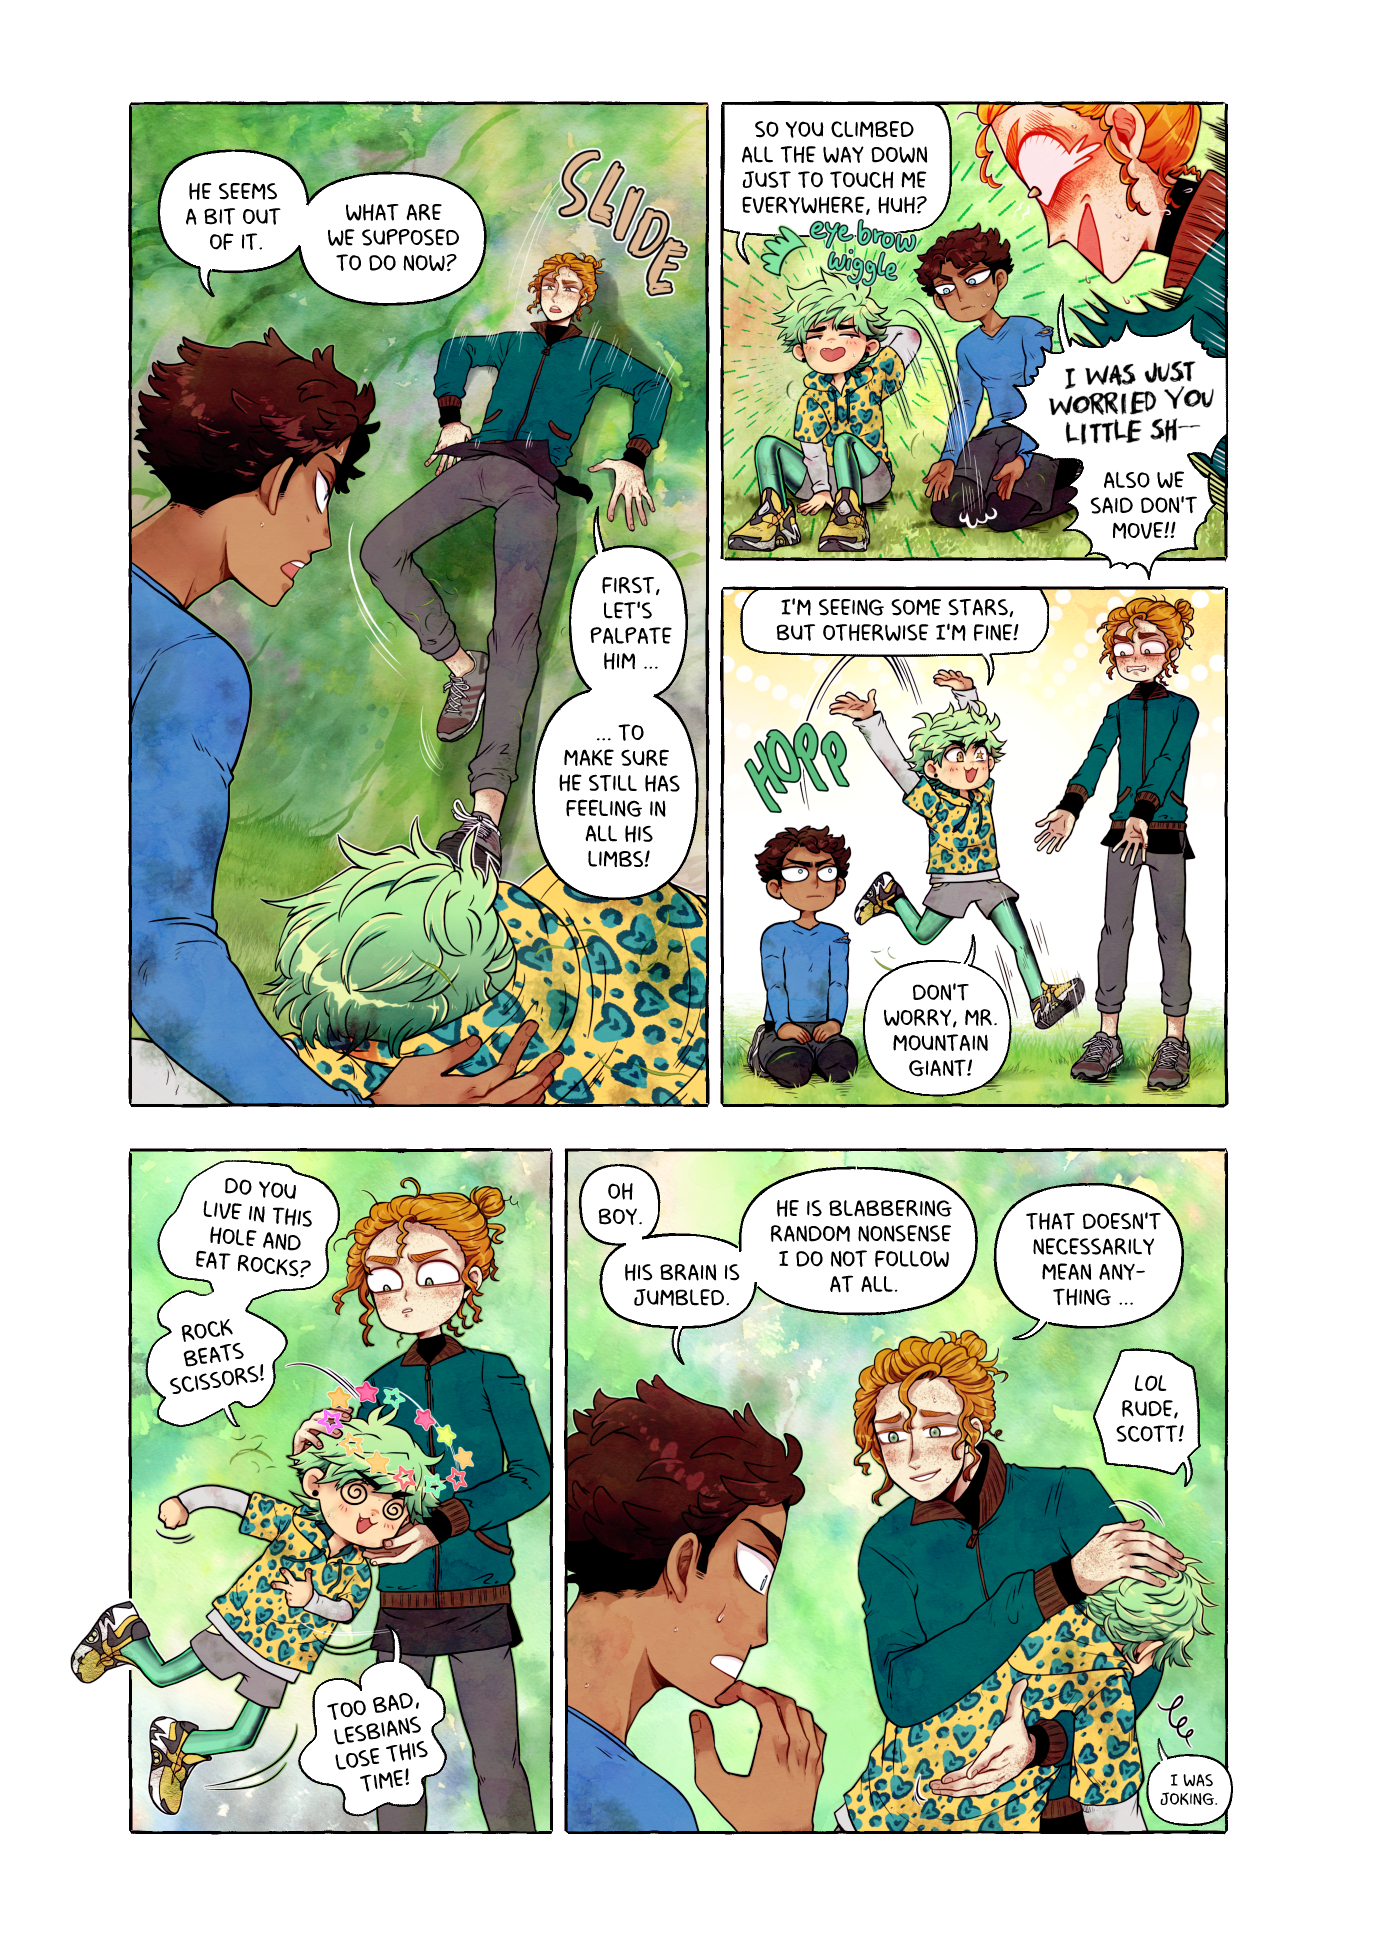 HE SEEMS
A BIT OUT
OF IT.
WHAT ARE
WE SUPPOSED
TO DO NOW?
SLIDE
FIRST,
LET'S
PALPATE
HIM ...
... TO
MAKE SURE
HE STILL HAS
FEELING IN
ALL HIS
LIMBS!
SO YOU CLIMBED
ALL THE WAY DOWN
JUST TO TOUCH ME
EVERYWHERE, HUH?
eye brow
wiggle
I WAS JUST
WORRIED YOU
LITTLE SH—
ALSO WE
SAID DON'T
MOVE!!
I'M SEEING SOME STARS,
BUT OTHERWISE I'M FINE!
HOPP
DON'T
WORRY, MR.
MOUNTAIN
GIANT!
DO YOU
LIVE IN THIS
HOLE AND
EAT ROCKS?
ROCK
BEATS
SCISSORS!
TOO BAD,
LESBIANS
LOSE THIS
TIME!
OH
BOY.
HIS BRAIN IS
JUMBLED.
HE IS BLABBERING
RANDOM NONSENSE
I DO NOT FOLLOW
AT ALL.
THAT DOESN'T
NECESSARILY
MEAN ANY-
THING ...
LOL
RUDE,
SCOTT!
I WAS
JOKING.